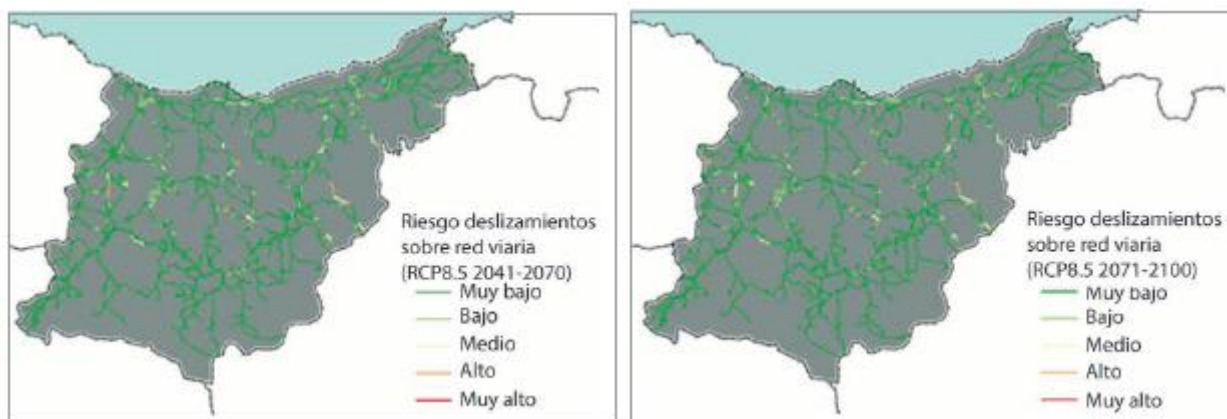 Riesgo deslizamientos
sobre red viaria
(RCP8.5 2041-2070)
Muy bajo
Bajo
Medio
Alto
Muy alto
Riesgo deslizamientos
sobre red viaria
(RCP8.5 2071-2100)
Muy bajo
Bajo
Medio
Alto
Muy alto